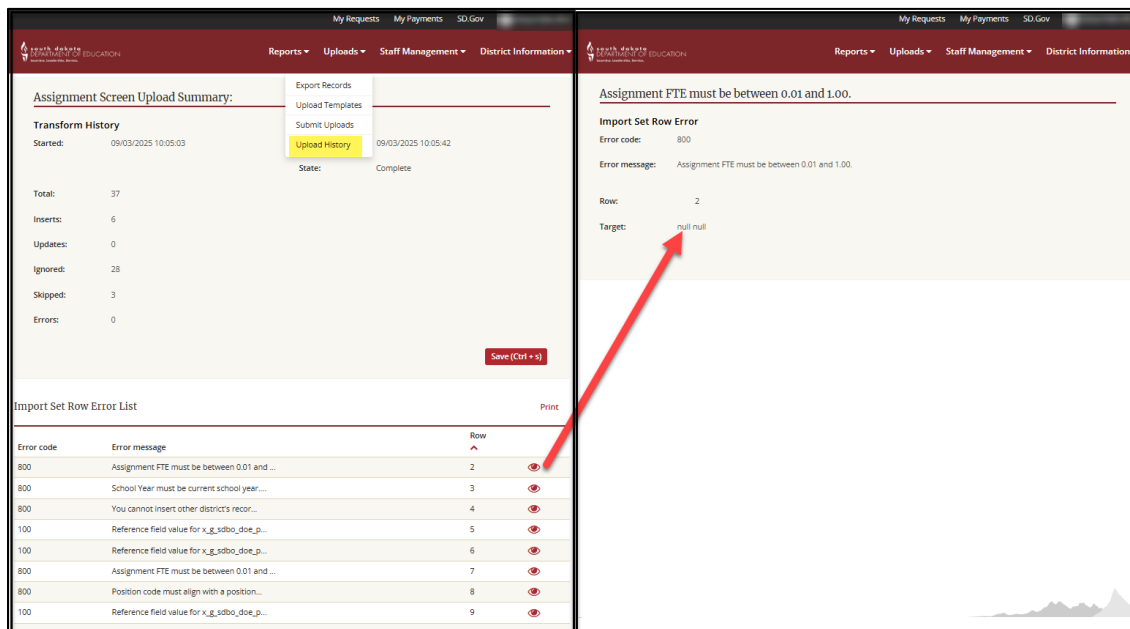 My Requests My Payments SD.Gov
south dakota
DEPARTMENT OF EDUCATION
Reports Uploads Staff Management District Information
Export Records
Upload Templates
Submit Uploads
Upload History
Assignment Screen Upload Summary:
Transform History
Started: 09/03/2025 10:05:03 09/03/2025 10:05:42
State: Complete
Total: 37
Inserts: 6
Updates: 0
Ignored: 28
Skipped: 3
Errors: 0
Save (Ctrl + s)
Import Set Row Error List Print
Error code Error message Row
800 Assignment FTE must be between 0.01 and ... 2
800 School Year must be current school year.... 3
800 You cannot insert other district's recor... 4
100 Reference field value for x_g_sdbo_doe_p... 5
100 Reference field value for x_g_sdbo_doe_p... 6
800 Assignment FTE must be between 0.01 and ... 7
800 Position code must align with a position... 8
100 Reference field value for x_g_sdbo_doe_p... 9
My Requests My Payments SD.Gov
south dakota
DEPARTMENT OF EDUCATION
Reports Uploads Staff Management District Information
Assignment FTE must be between 0.01 and 1.00.
Import Set Row Error
Error code: 800
Error message: Assignment FTE must be between 0.01 and 1.00.
Row: 2
Target: null null